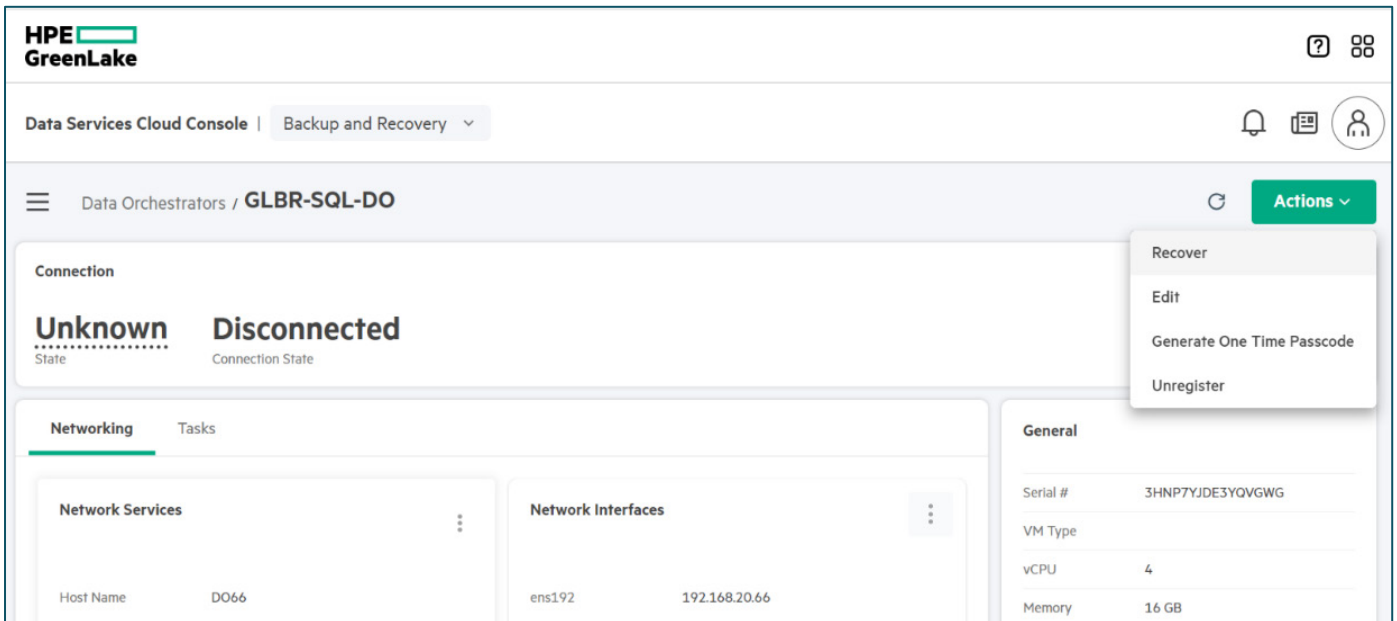 HPE
GreenLake
Data Services Cloud Console | Backup and Recovery
Data Orchestrators / GLBR-SQL-DO
Actions
Recover
Edit
Generate One Time Passcode
Unregister
Connection
Unknown Disconnected
State Connection State
Networking Tasks
Network Services
Host Name DO66
Network Interfaces
ens192 192.168.20.66
General
Serial # 3HNP7YJDE3YQVGWG
VM Type
vCPU 4
Memory 16 GB